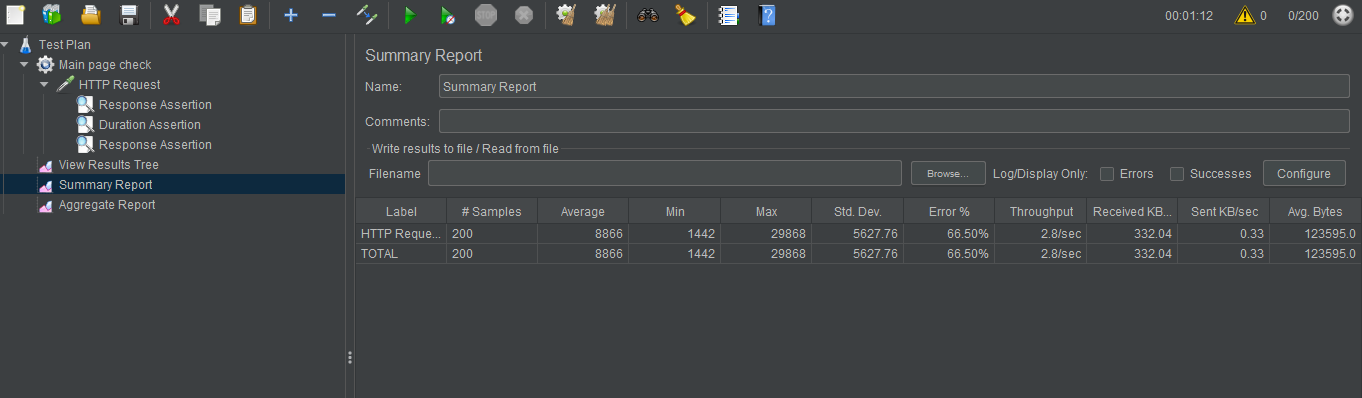 00:01:12 0 0/200
Test Plan
Main page check
HTTP Request
Response Assertion
Duration Assertion
Response Assertion
View Results Tree
Summary Report
Aggregate Report
Summary Report
Name: Summary Report
Comments:
Write results to file / Read from file
Filename Browse... Log/Display Only: Errors Successes Configure
Label # Samples Average Min Max Std. Dev. Error % Throughput Received KB... Sent KB/sec Avg. Bytes
HTTP Reque... 200 8866 1442 29868 5627.76 66.50% 2.8/sec 332.04 0.33 123595.0
TOTAL 200 8866 1442 29868 5627.76 66.50% 2.8/sec 332.04 0.33 123595.0